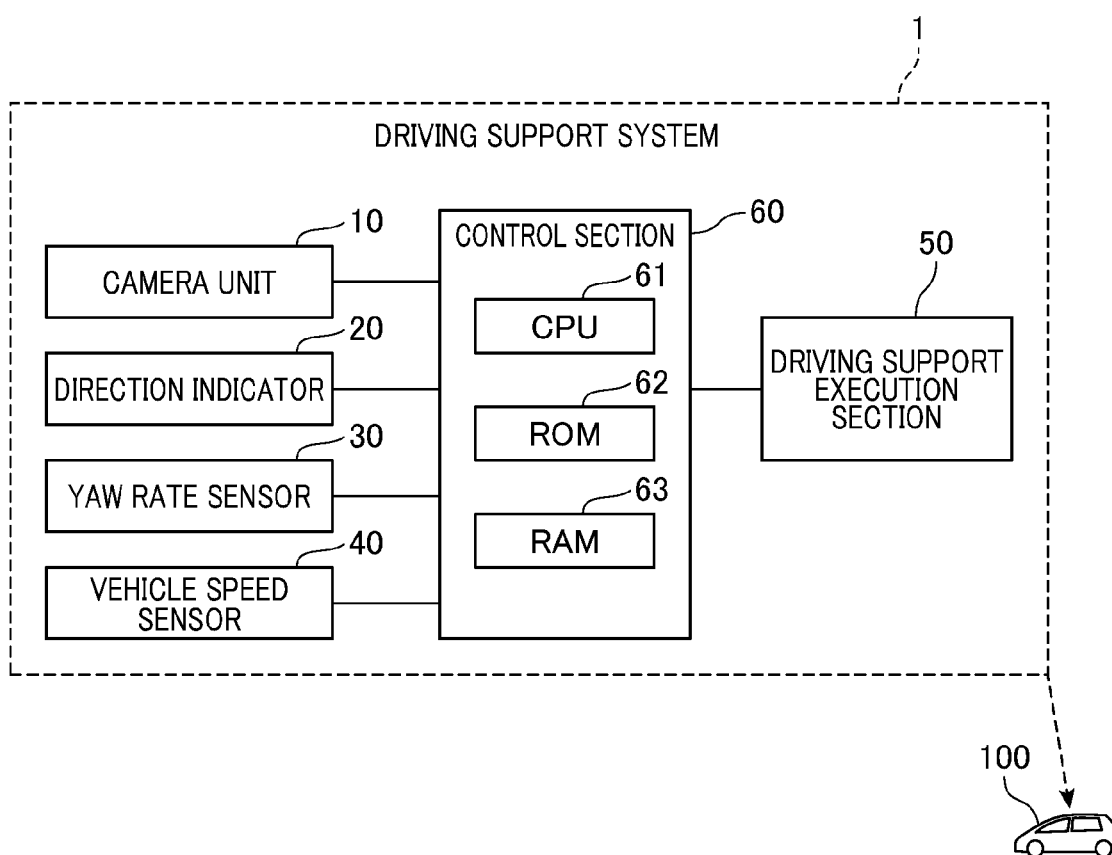 1
DRIVING SUPPORT SYSTEM
10
CAMERA UNIT
20
DIRECTION INDICATOR
30
YAW RATE SENSOR
40
VEHICLE SPEED
SENSOR
60
CONTROL SECTION
61
CPU
62
ROM
63
RAM
50
DRIVING SUPPORT
EXECUTION
SECTION
100